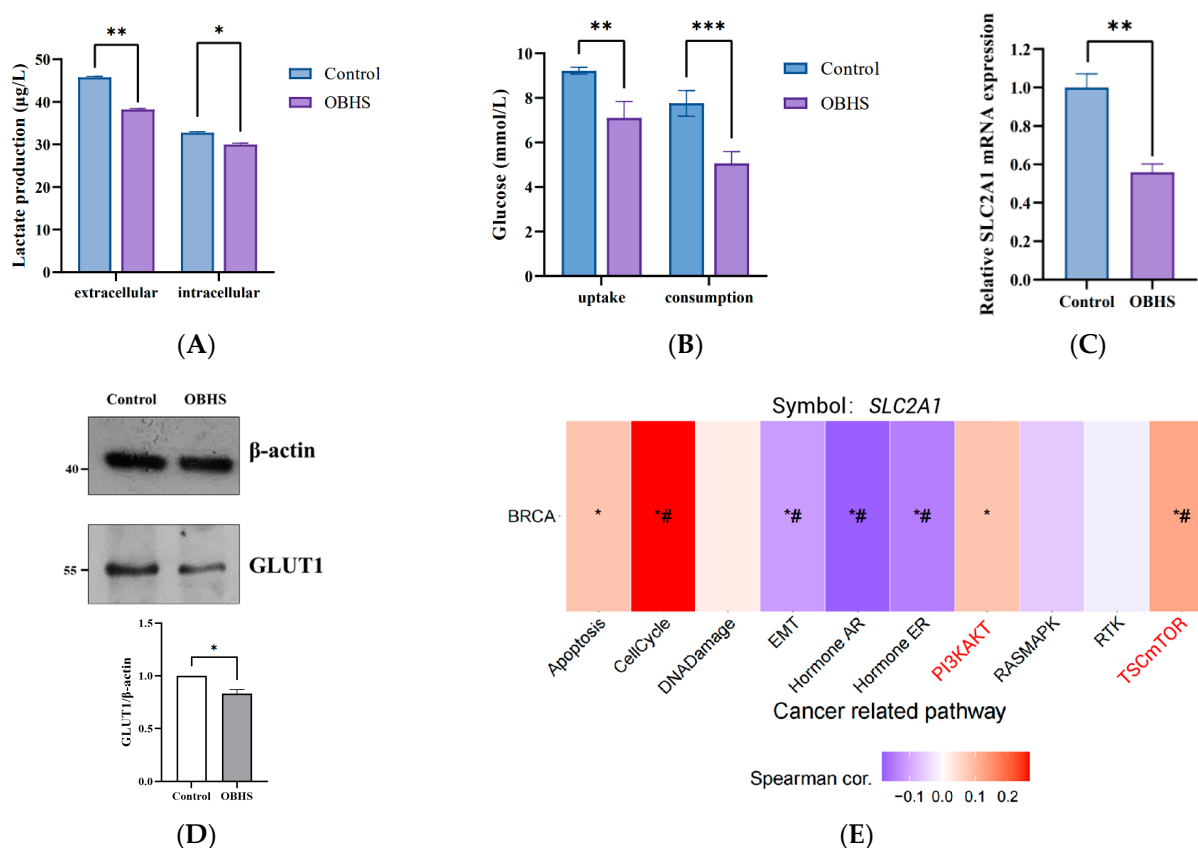 **
*
Lactate production (μg/L)
50
40
30
20
10
0
extracellular intracellular
Control
OBHS
(A)
**
***
Glucose (mmol/L)
10
8
6
4
2
0
uptake consumption
Control
OBHS
(B)
**
Relative SLC2A1 mRNA expression
1.2
1.0
0.8
0.6
0.4
0.2
0.0
Control OBHS
(C)
Control OBHS
40
β-actin
55
GLUT1
*
GLUT1/β-actin
1.5
1.0
0.5
0.0
Control OBHS
(D)
Symbol: SLC2A1
BRCA
* *# *# *# *# * *#
Apoptosis
CellCycle
DNADamage
EMT
Hormone AR
Hormone ER
PI3KAKT
RASMAPK
RTK
TSCmTOR
Cancer related pathway
Spearman cor.
−0.1 0.0 0.1 0.2
(E)